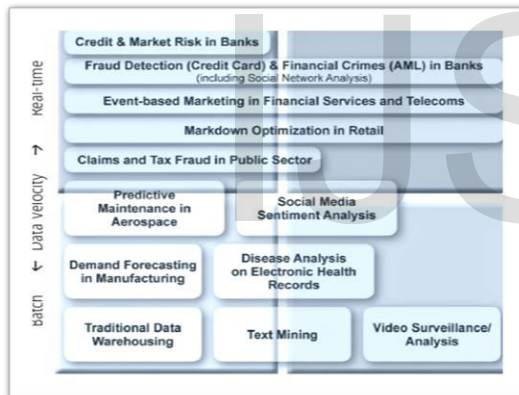 Credit & Market Risk in Banks
Fraud Detection (Credit Card) & Financial Crimes (AML) in Banks
(including Social Network Analysis)
Event-based Marketing in Financial Services and Telecoms
Markdown Optimization in Retail
Claims and Tax Fraud in Public Sector
Predictive
Maintenance in
Aerospace
Social Media
Sentiment Analysis
Demand Forecasting
in Manufacturing
Disease Analysis
on Electronic Health
Records
Traditional Data
Warehousing
Text Mining
Video Surveillance/
Analysis
Batch ← Data Velocity → Real-time
IJS